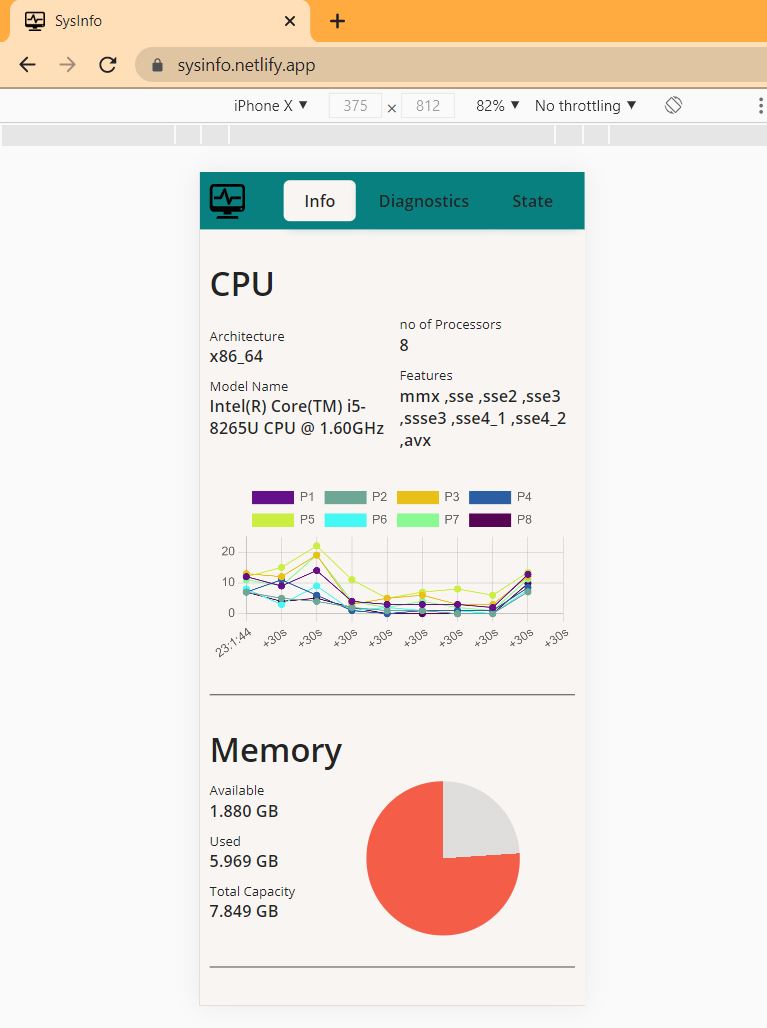 SysInfo
sysinfo.netlify.app
iPhone X 375 × 812 82% No throttling
Info Diagnostics State
CPU
Architecture
x86_64
Model Name
Intel(R) Core(TM) i5-
8265U CPU @ 1.60GHz
no of Processors
8
Features
mmx ,sse ,sse2 ,sse3
,ssse3 ,sse4_1 ,sse4_2
,avx
P1 P2 P3 P4
P5 P6 P7 P8
20
10
0
23:1:44 +30s +30s +30s +30s +30s +30s +30s +30s +30s
Memory
Available
1.880 GB
Used
5.969 GB
Total Capacity
7.849 GB